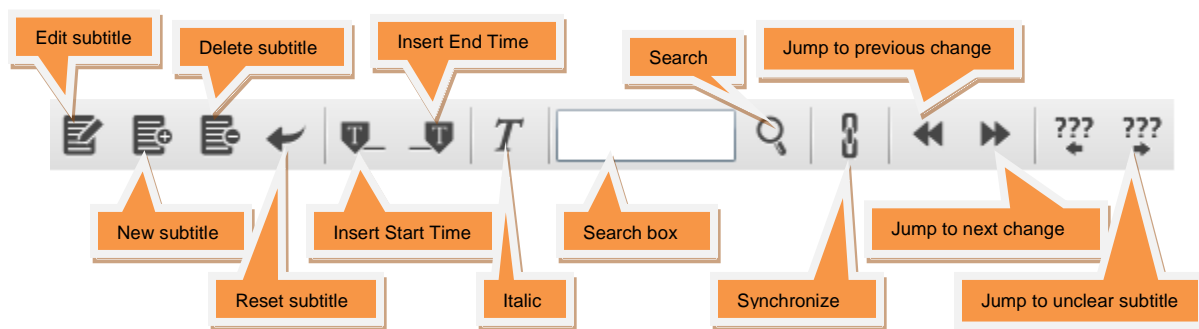 Edit subtitle
Delete subtitle
Insert End Time
Search
Jump to previous change
T
T
T
???
???
New subtitle
Insert Start Time
Search box
Jump to next change
Reset subtitle
Italic
Synchronize
Jump to unclear subtitle